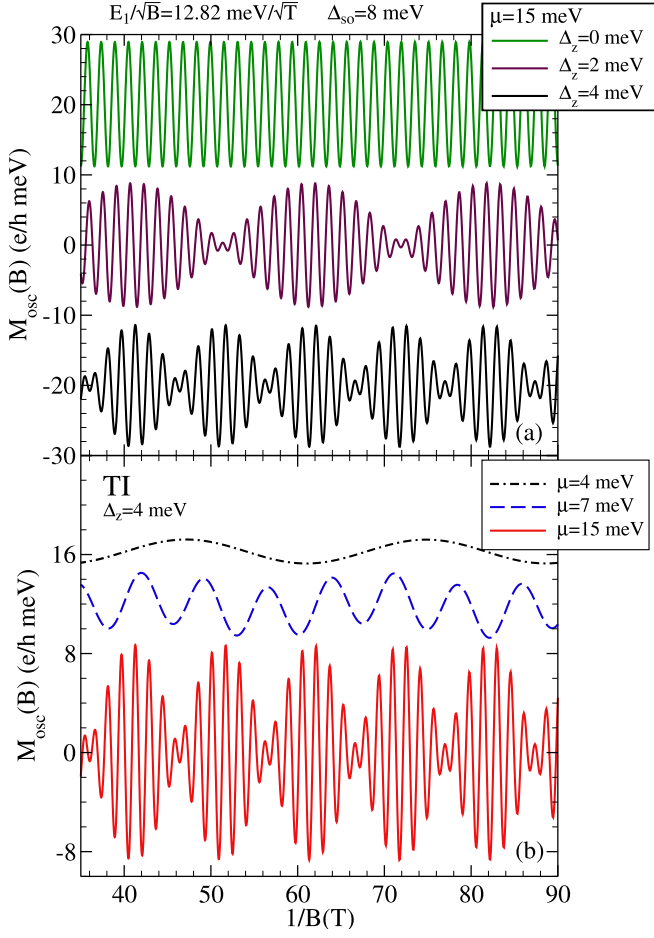 E₁/√B=12.82 meV/√T Δso=8 meV
μ=15 meV
Δz=0 meV
Δz=2 meV
Δz=4 meV
30
20
10
0
-10
-20
-30
Mosc(B) (e/h meV)
(a)
TI
Δz=4 meV
μ=4 meV
μ=7 meV
μ=15 meV
16
8
0
-8
Mosc(B) (e/h meV)
(b)
40 50 60 70 80 90
1/B(T)